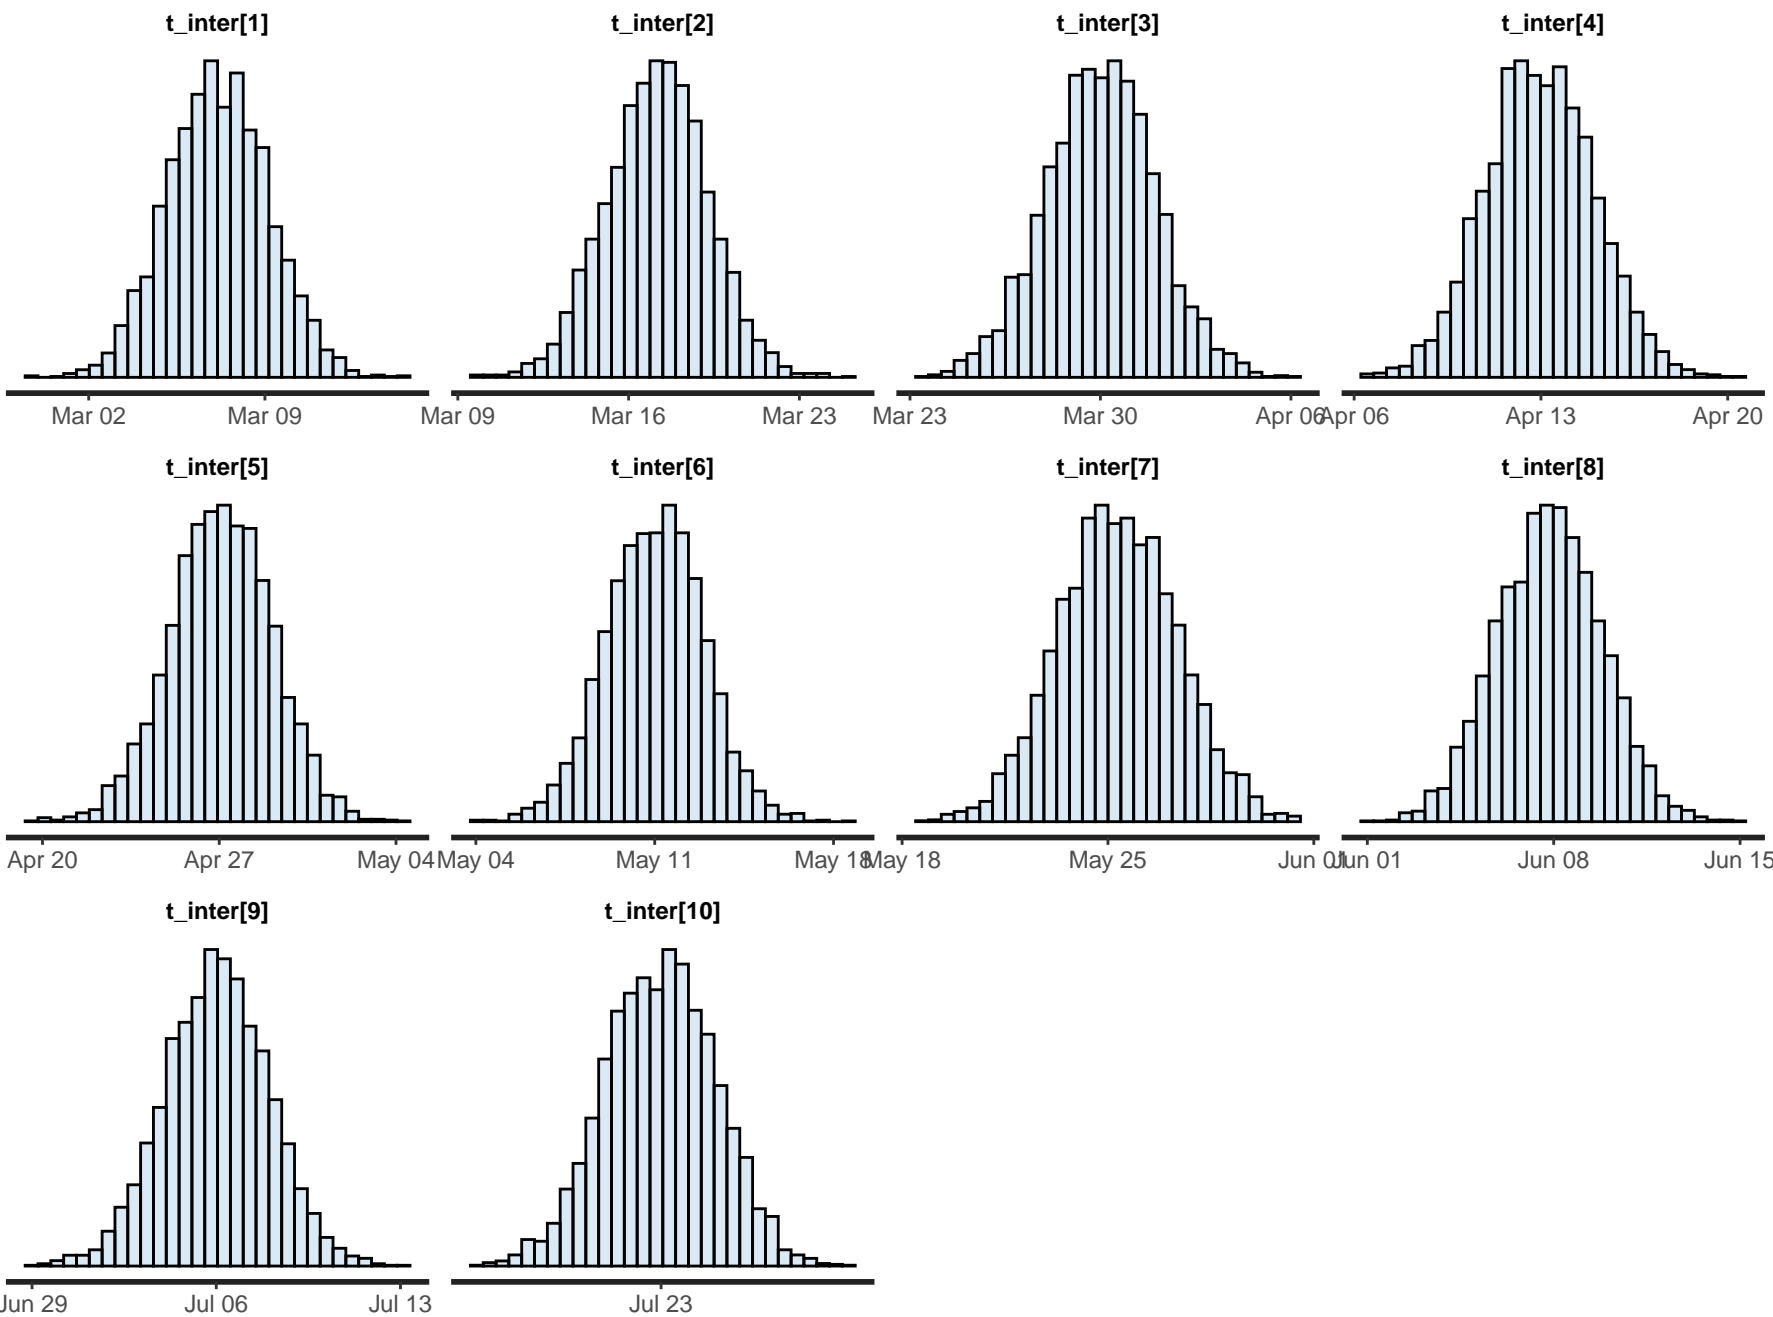 t_inter[1] t_inter[2] t_inter[3] t_inter[4]
Mar 02 Mar 09 Mar 09 Mar 16 Mar 23 Mar 23 Mar 30 Apr 06 Apr 06 Apr 13 Apr 20
t_inter[5] t_inter[6] t_inter[7] t_inter[8]
Apr 20 Apr 27 May 04 May 04 May 11 May 18 May 18 May 25 Jun 01 Jun 01 Jun 08 Jun 15
t_inter[9] t_inter[10]
Jun 29 Jul 06 Jul 13 Jul 23